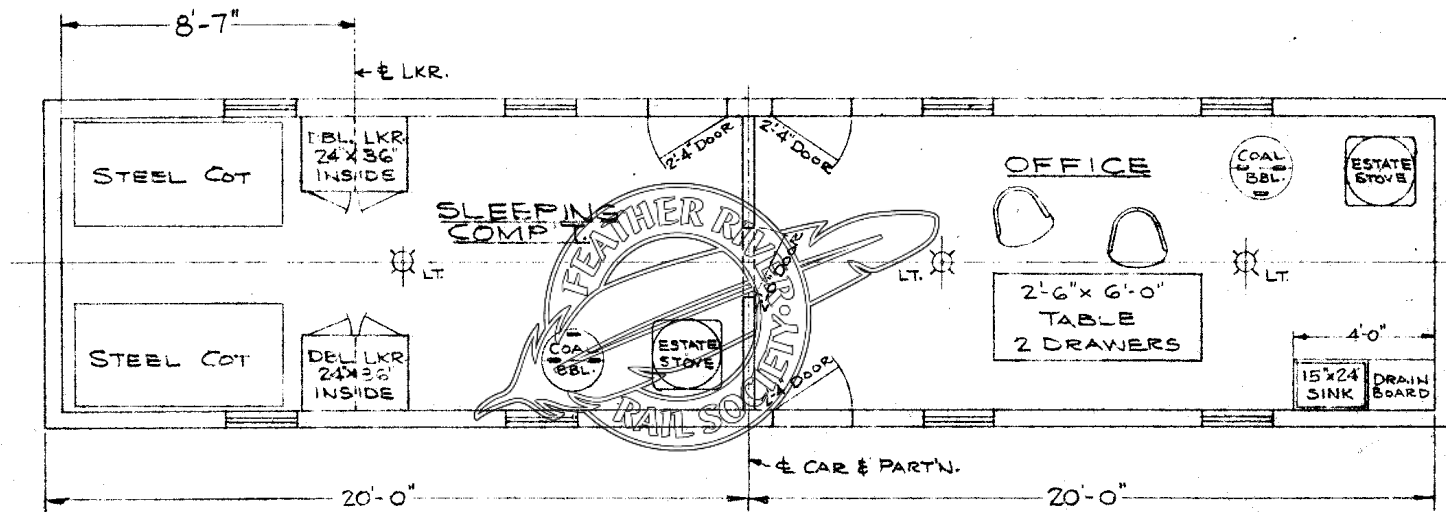 8'-7"
℄ LKR.
STEEL COT
DBL. LKR.
24"X36"
INSIDE
2'-4" DOOR
2'-4" DOOR
OFFICE
COAL
BBL.
ESTATE
STOVE
SLEEPING
COMP'T.
FEATHER RIVER
RAIL SOCIETY
LT.
LT.
LT.
DOOR
2'-6" X 6'-0"
TABLE
2 DRAWERS
4'-0"
STEEL COT
DBL. LKR.
24"X36"
INSIDE
COAL
BBL.
ESTATE
STOVE
2'-4" DOOR
15"X24"
SINK
DRAIN
BOARD
℄ CAR & PART'N.
20'-0"
20'-0"